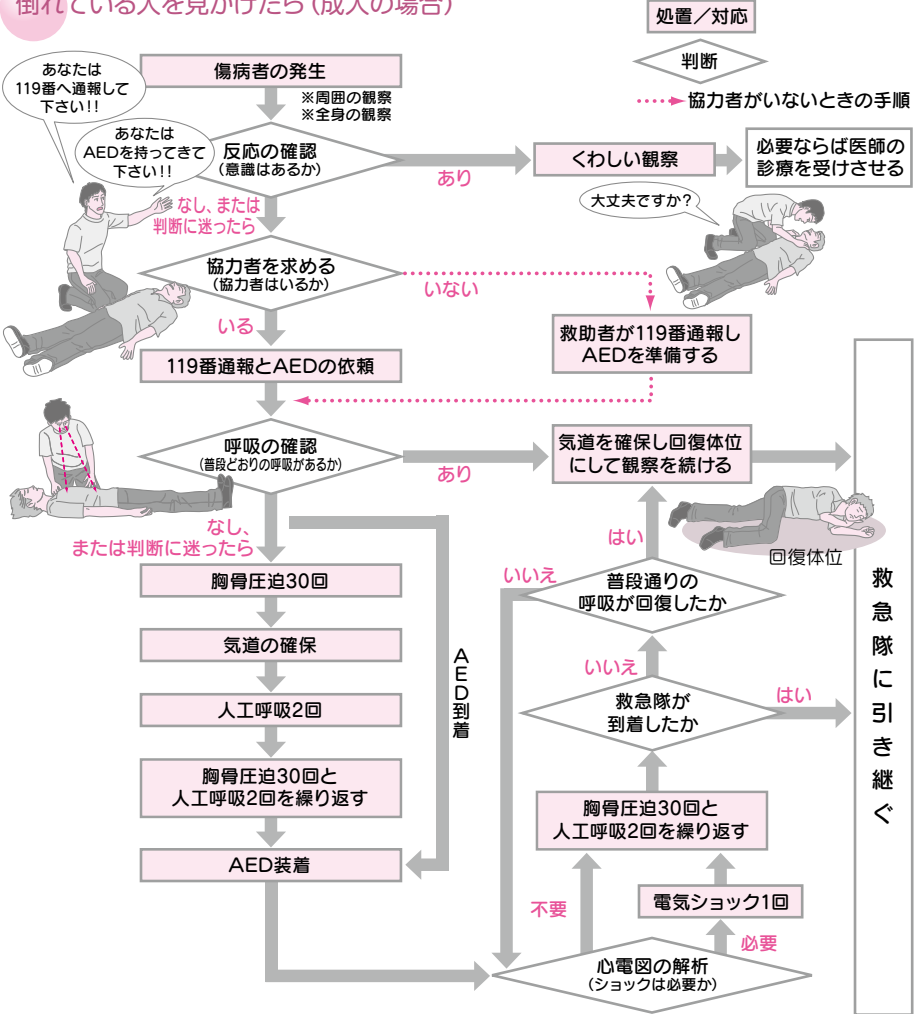 倒れている人を見かけたら（成人の場合）
処置／対応
判断
協力者がいないときの手順
傷病者の発生
※周囲の観察
※全身の観察
あなたは
119番へ通報して
下さい!!
あなたは
AEDを持ってきて
下さい!!
反応の確認
（意識はあるか）
あり
くわしい観察
必要ならば医師の
診療を受けさせる
なし、または
判断に迷ったら
大丈夫ですか？
協力者を求める
（協力者はいるか）
いない
いる
救助者が119番通報し
AEDを準備する
119番通報とAEDの依頼
呼吸の確認
（普段どおりの呼吸があるか）
あり
気道を確保し回復体位
にして観察を続ける
回復体位
なし、
または判断に迷ったら
胸骨圧迫30回
気道の確保
人工呼吸2回
胸骨圧迫30回と
人工呼吸2回を繰り返す
AED装着
AED到着
はい
いいえ
普段通りの
呼吸が回復したか
いいえ
救急隊が
到着したか
はい
胸骨圧迫30回と
人工呼吸2回を繰り返す
不要
電気ショック1回
必要
心電図の解析
（ショックは必要か）
救急隊に引き継ぐ